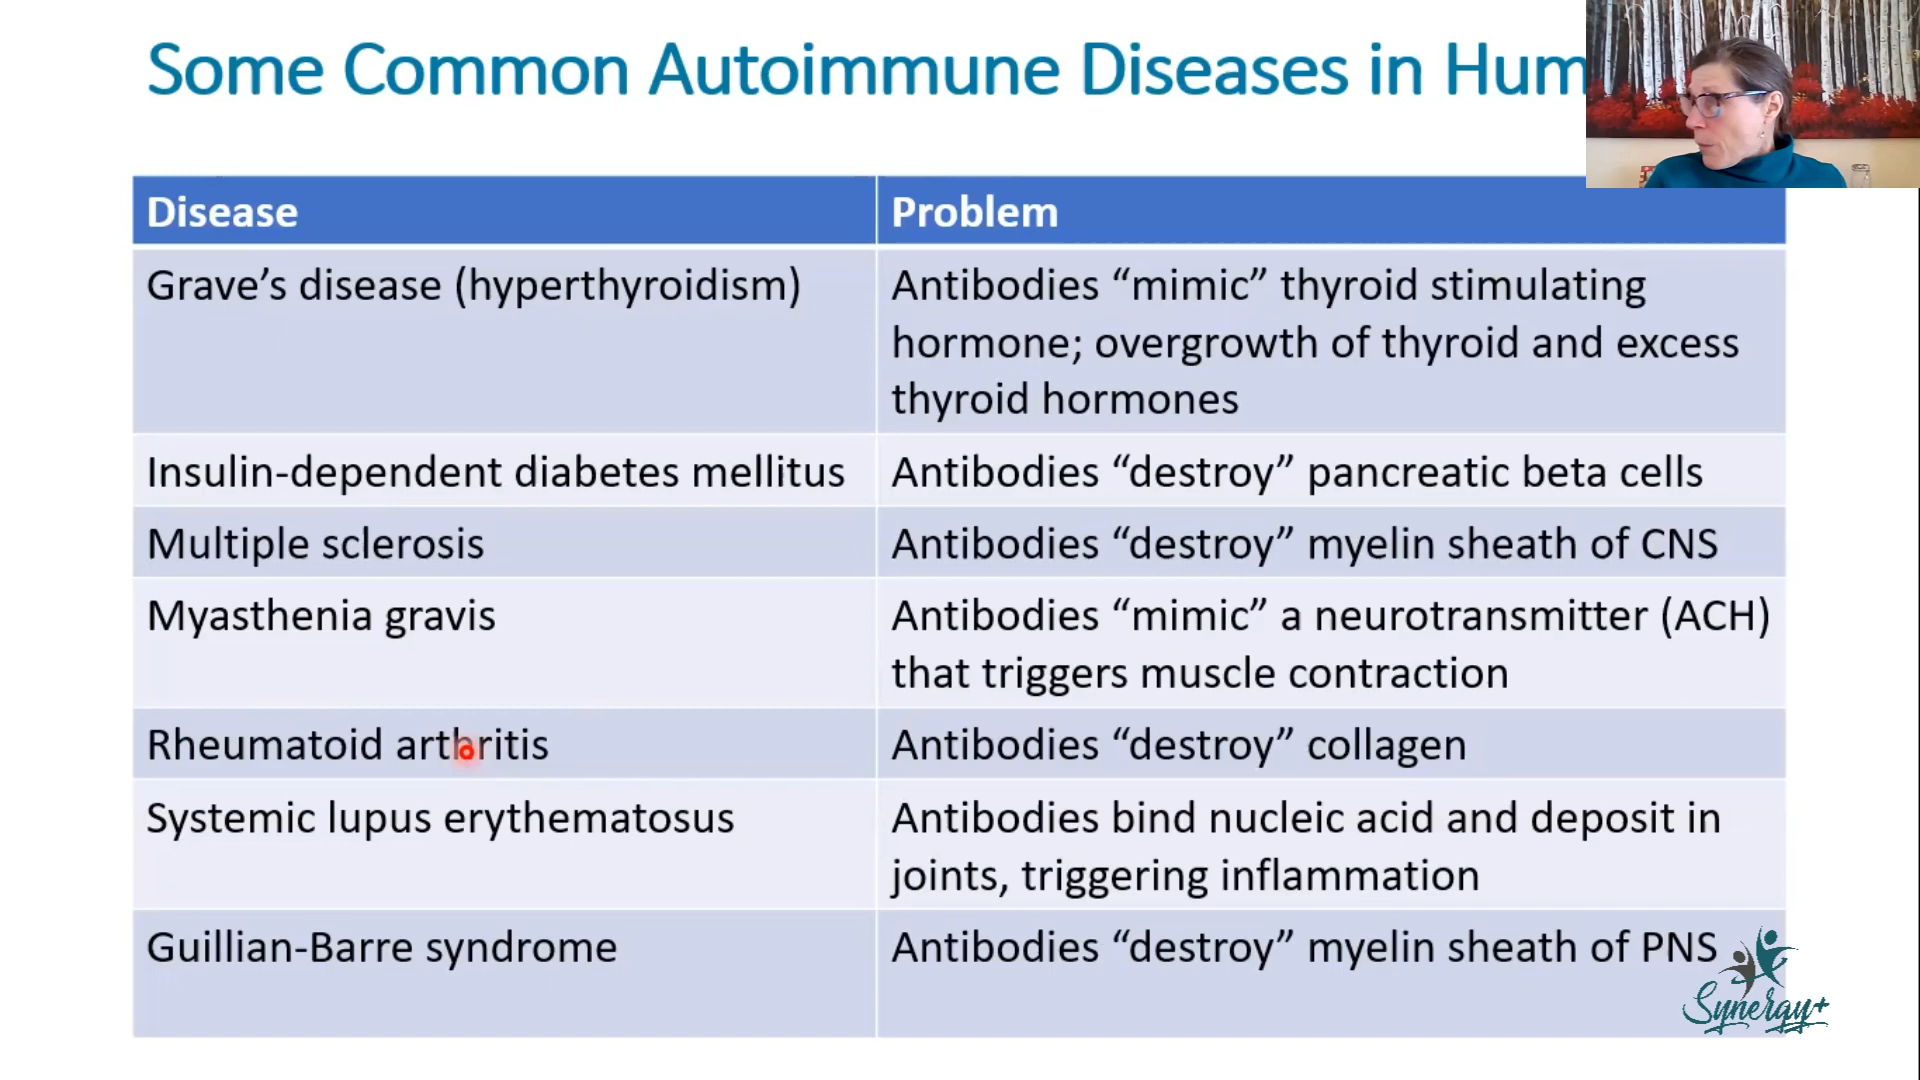 Some Common Autoimmune Diseases in Hum
Disease
Problem
Grave’s disease (hyperthyroidism)
Antibodies “mimic” thyroid stimulating
hormone; overgrowth of thyroid and excess
thyroid hormones
Insulin-dependent diabetes mellitus
Antibodies “destroy” pancreatic beta cells
Multiple sclerosis
Antibodies “destroy” myelin sheath of CNS
Myasthenia gravis
Antibodies “mimic” a neurotransmitter (ACH)
that triggers muscle contraction
Rheumatoid arthritis
Antibodies “destroy” collagen
Systemic lupus erythematosus
Antibodies bind nucleic acid and deposit in
joints, triggering inflammation
Guillian-Barre syndrome
Antibodies “destroy” myelin sheath of PNS
Synergy+